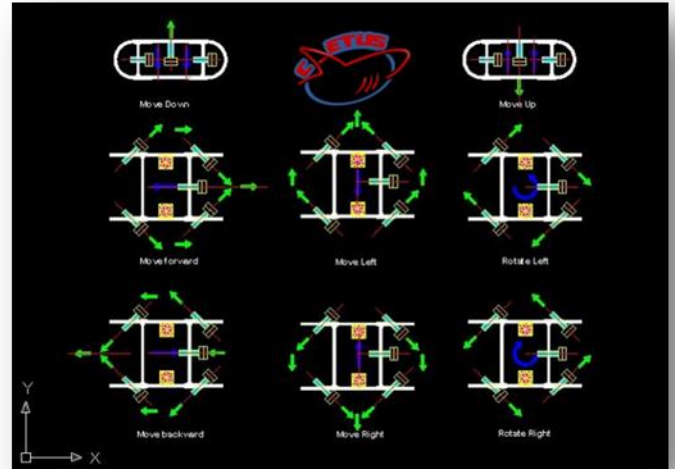 E ETUS
Move Down
Move Up
Move forward
Move Left
Rotate Left
Move backward
Move Right
Rotate Right
Y
X